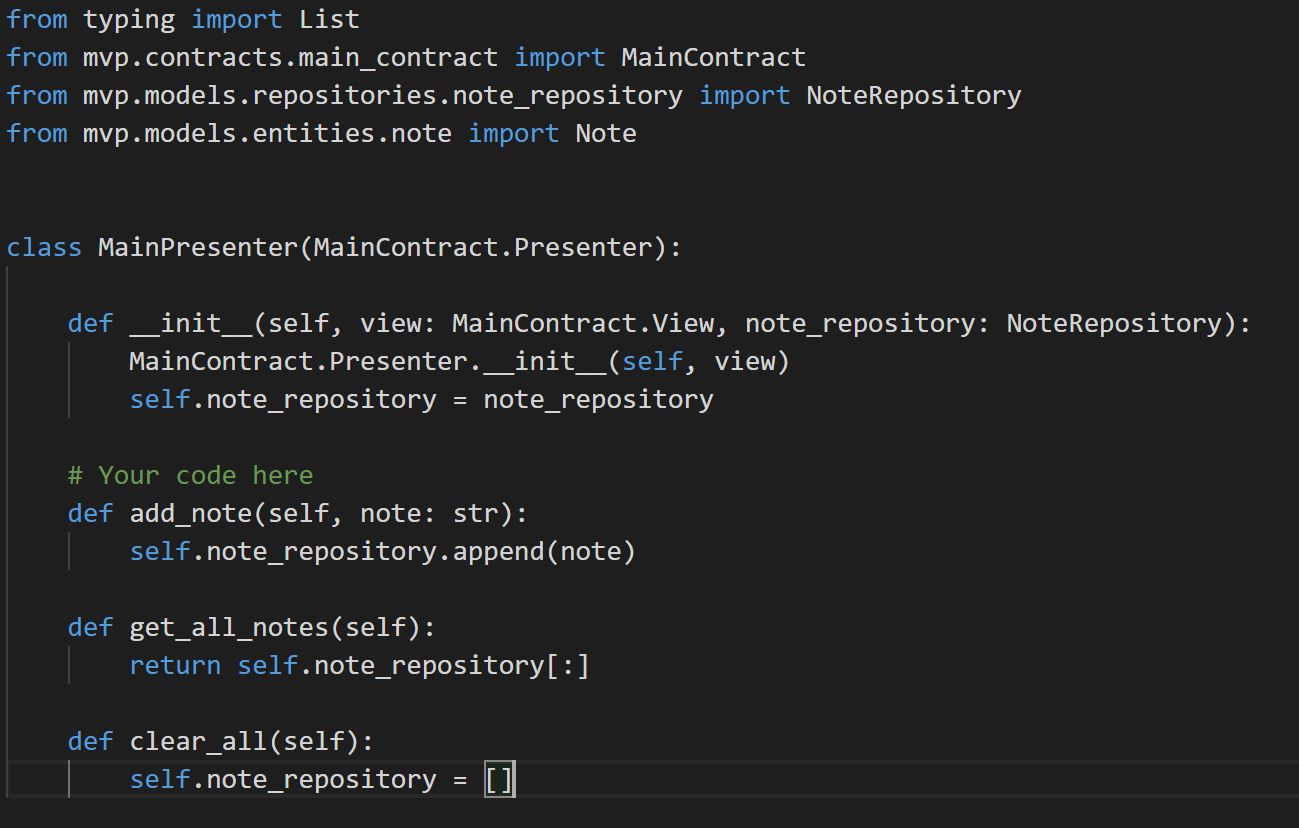 from typing import List
from mvp.contracts.main_contract import MainContract
from mvp.models.repositories.note_repository import NoteRepository
from mvp.models.entities.note import Note
class MainPresenter(MainContract.Presenter):
def __init__(self, view: MainContract.View, note_repository: NoteRepository):
MainContract.Presenter.__init__(self, view)
self.note_repository = note_repository
# Your code here
def add_note(self, note: str):
self.note_repository.append(note)
def get_all_notes(self):
return self.note_repository[:]
def clear_all(self):
self.note_repository = []